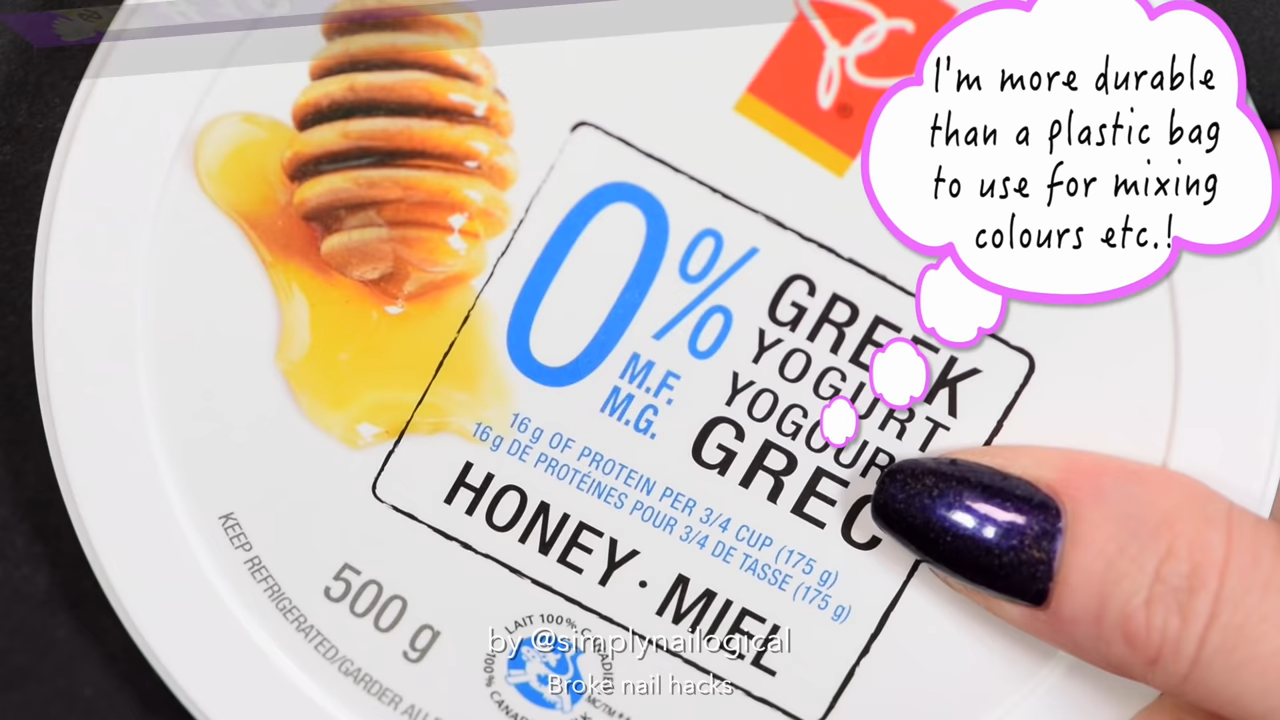 I'm more durable
than a plastic bag
to use for mixing
colours etc.!
PC
®
0%
M.F.
M.G.
GREEK
YOGURT
YOGOURT
GREC
16 g OF PROTEIN PER 3/4 CUP (175 g)
16 g DE PROTÉINES POUR 3/4 DE TASSE (175 g)
HONEY • MIEL
500 g
KEEP REFRIGERATED/GARDER
LAIT 100%
100%
by @simplynailogical
Broke nail hacks